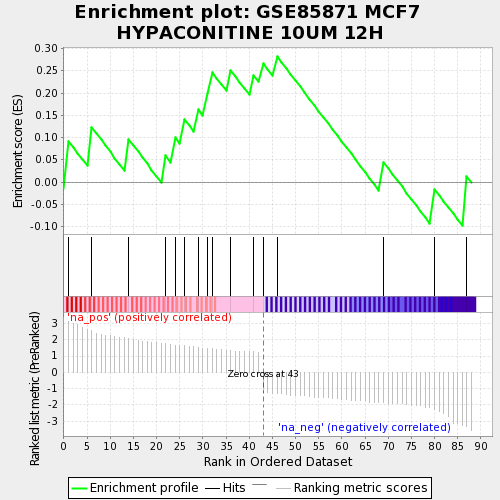 Enrichment plot: GSE85871 MCF7
HYPACONITINE 10UM 12H
Enrichment score (ES)
0.30
0.25
0.20
0.15
0.10
0.05
0.00
-0.05
-0.10
'na_pos' (positively correlated)
Ranked list metric (PreRanked)
3
2
1
0
-1
-2
-3
Zero cross at 43
'na_neg' (negatively correlated)
0 5 10 15 20 25 30 35 40 45 50 55 60 65 70 75 80 85 90
Rank in Ordered Dataset
Enrichment profile Hits Ranking metric scores